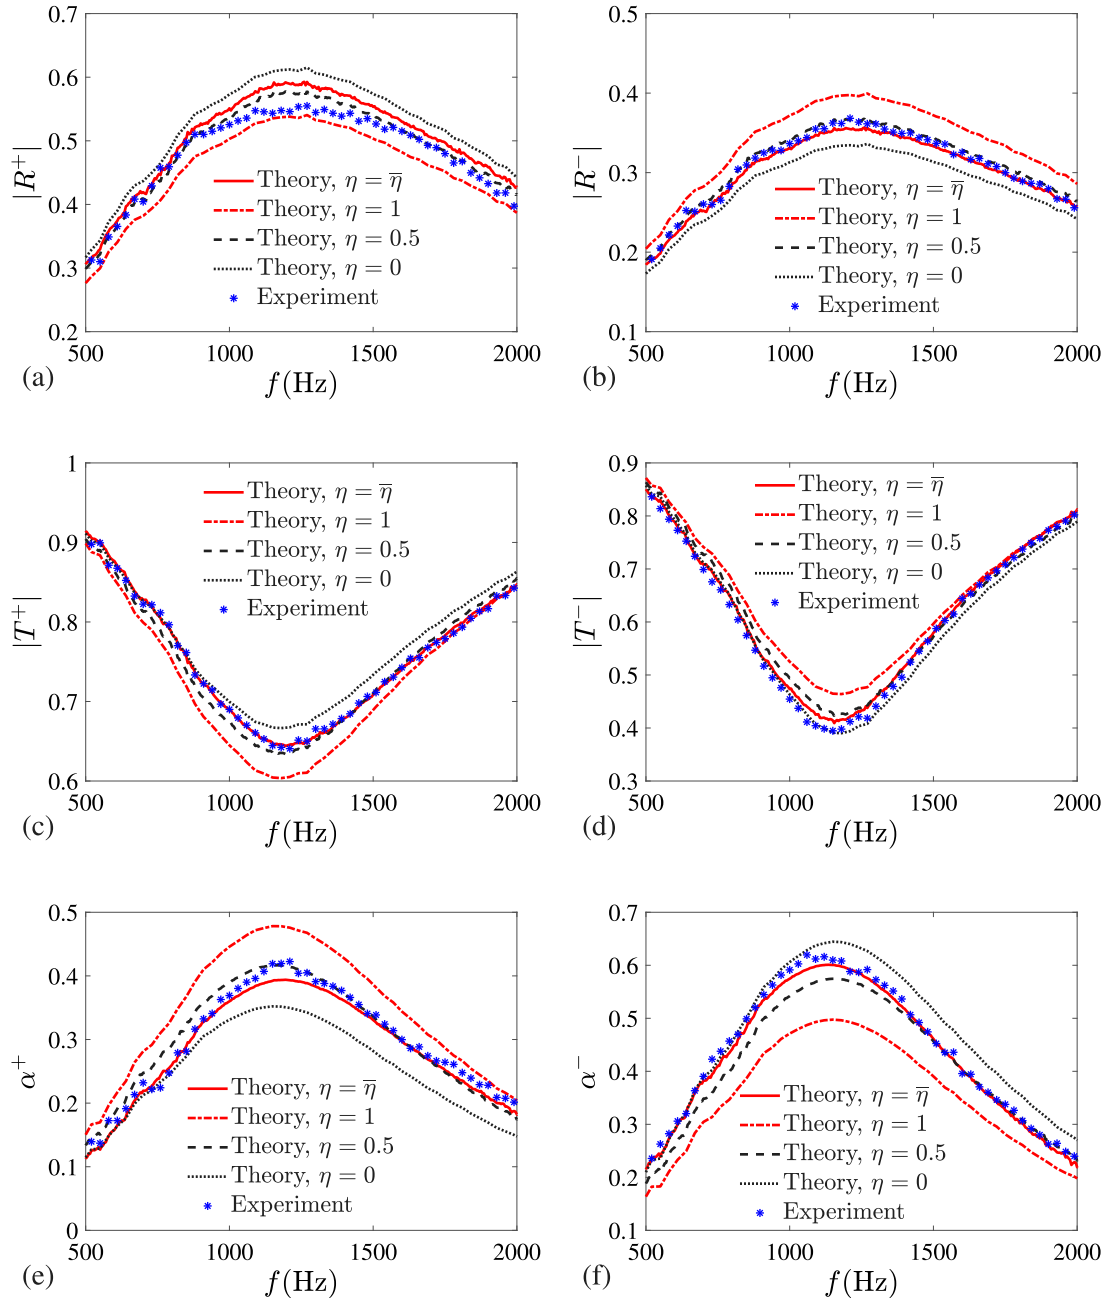 0.7
0.6
0.5
0.4
0.3
0.2
|R⁺|
Theory, η = η̅
Theory, η = 1
Theory, η = 0.5
Theory, η = 0
Experiment
500 1000 1500 2000
(a) f(Hz)
0.5
0.4
0.3
0.2
0.1
|R⁻|
Theory, η = η̅
Theory, η = 1
Theory, η = 0.5
Theory, η = 0
Experiment
500 1000 1500 2000
(b) f(Hz)
1
0.9
0.8
0.7
0.6
|T⁺|
Theory, η = η̅
Theory, η = 1
Theory, η = 0.5
Theory, η = 0
Experiment
500 1000 1500 2000
(c) f(Hz)
0.9
0.8
0.7
0.6
0.5
0.4
0.3
|T⁻|
Theory, η = η̅
Theory, η = 1
Theory, η = 0.5
Theory, η = 0
Experiment
500 1000 1500 2000
(d) f(Hz)
0.5
0.4
0.3
0.2
0.1
0
α⁺
Theory, η = η̅
Theory, η = 1
Theory, η = 0.5
Theory, η = 0
Experiment
500 1000 1500 2000
(e) f(Hz)
0.7
0.6
0.5
0.4
0.3
0.2
0.1
α⁻
Theory, η = η̅
Theory, η = 1
Theory, η = 0.5
Theory, η = 0
Experiment
500 1000 1500 2000
(f) f(Hz)